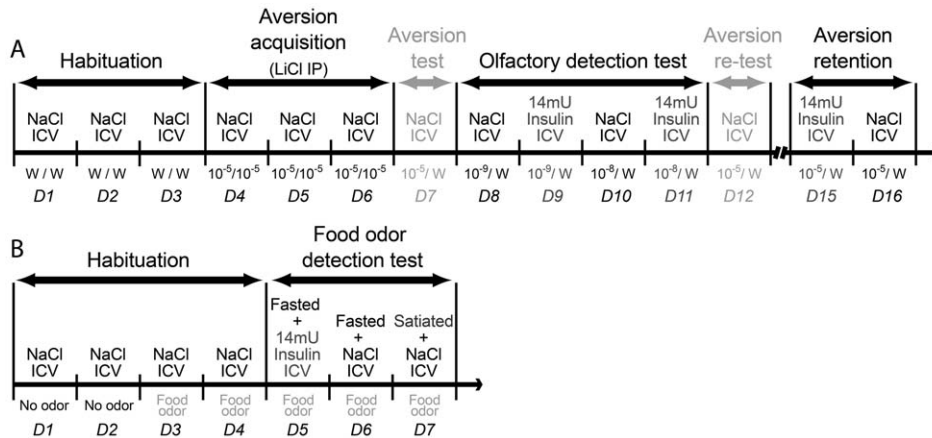 A
Habituation
Aversion
acquisition
(LiCl IP)
Aversion
test
Olfactory detection test
Aversion
re-test
Aversion
retention
NaCl NaCl NaCl NaCl NaCl NaCl NaCl NaCl 14mU NaCl 14mU NaCl 14mU NaCl
ICV ICV ICV ICV ICV ICV ICV ICV Insulin ICV Insulin ICV Insulin ICV
ICV ICV ICV
W / W W / W W / W 10⁻⁵/10⁻⁵ 10⁻⁵/10⁻⁵ 10⁻⁵/10⁻⁵ 10⁻⁵/ W 10⁻⁹/ W 10⁻⁹/ W 10⁻⁸/ W 10⁻⁸/ W 10⁻⁵/ W 10⁻⁵/ W 10⁻⁵/ W
D1 D2 D3 D4 D5 D6 D7 D8 D9 D10 D11 D12 D15 D16
B
Habituation
Food odor
detection test
Fasted
+
14mU
Insulin
ICV
Fasted
+
NaCl
ICV
Satiated
+
NaCl
ICV
NaCl NaCl NaCl NaCl
ICV ICV ICV ICV
No odor No odor Food Food Food Food Food
odor odor odor odor odor
D1 D2 D3 D4 D5 D6 D7